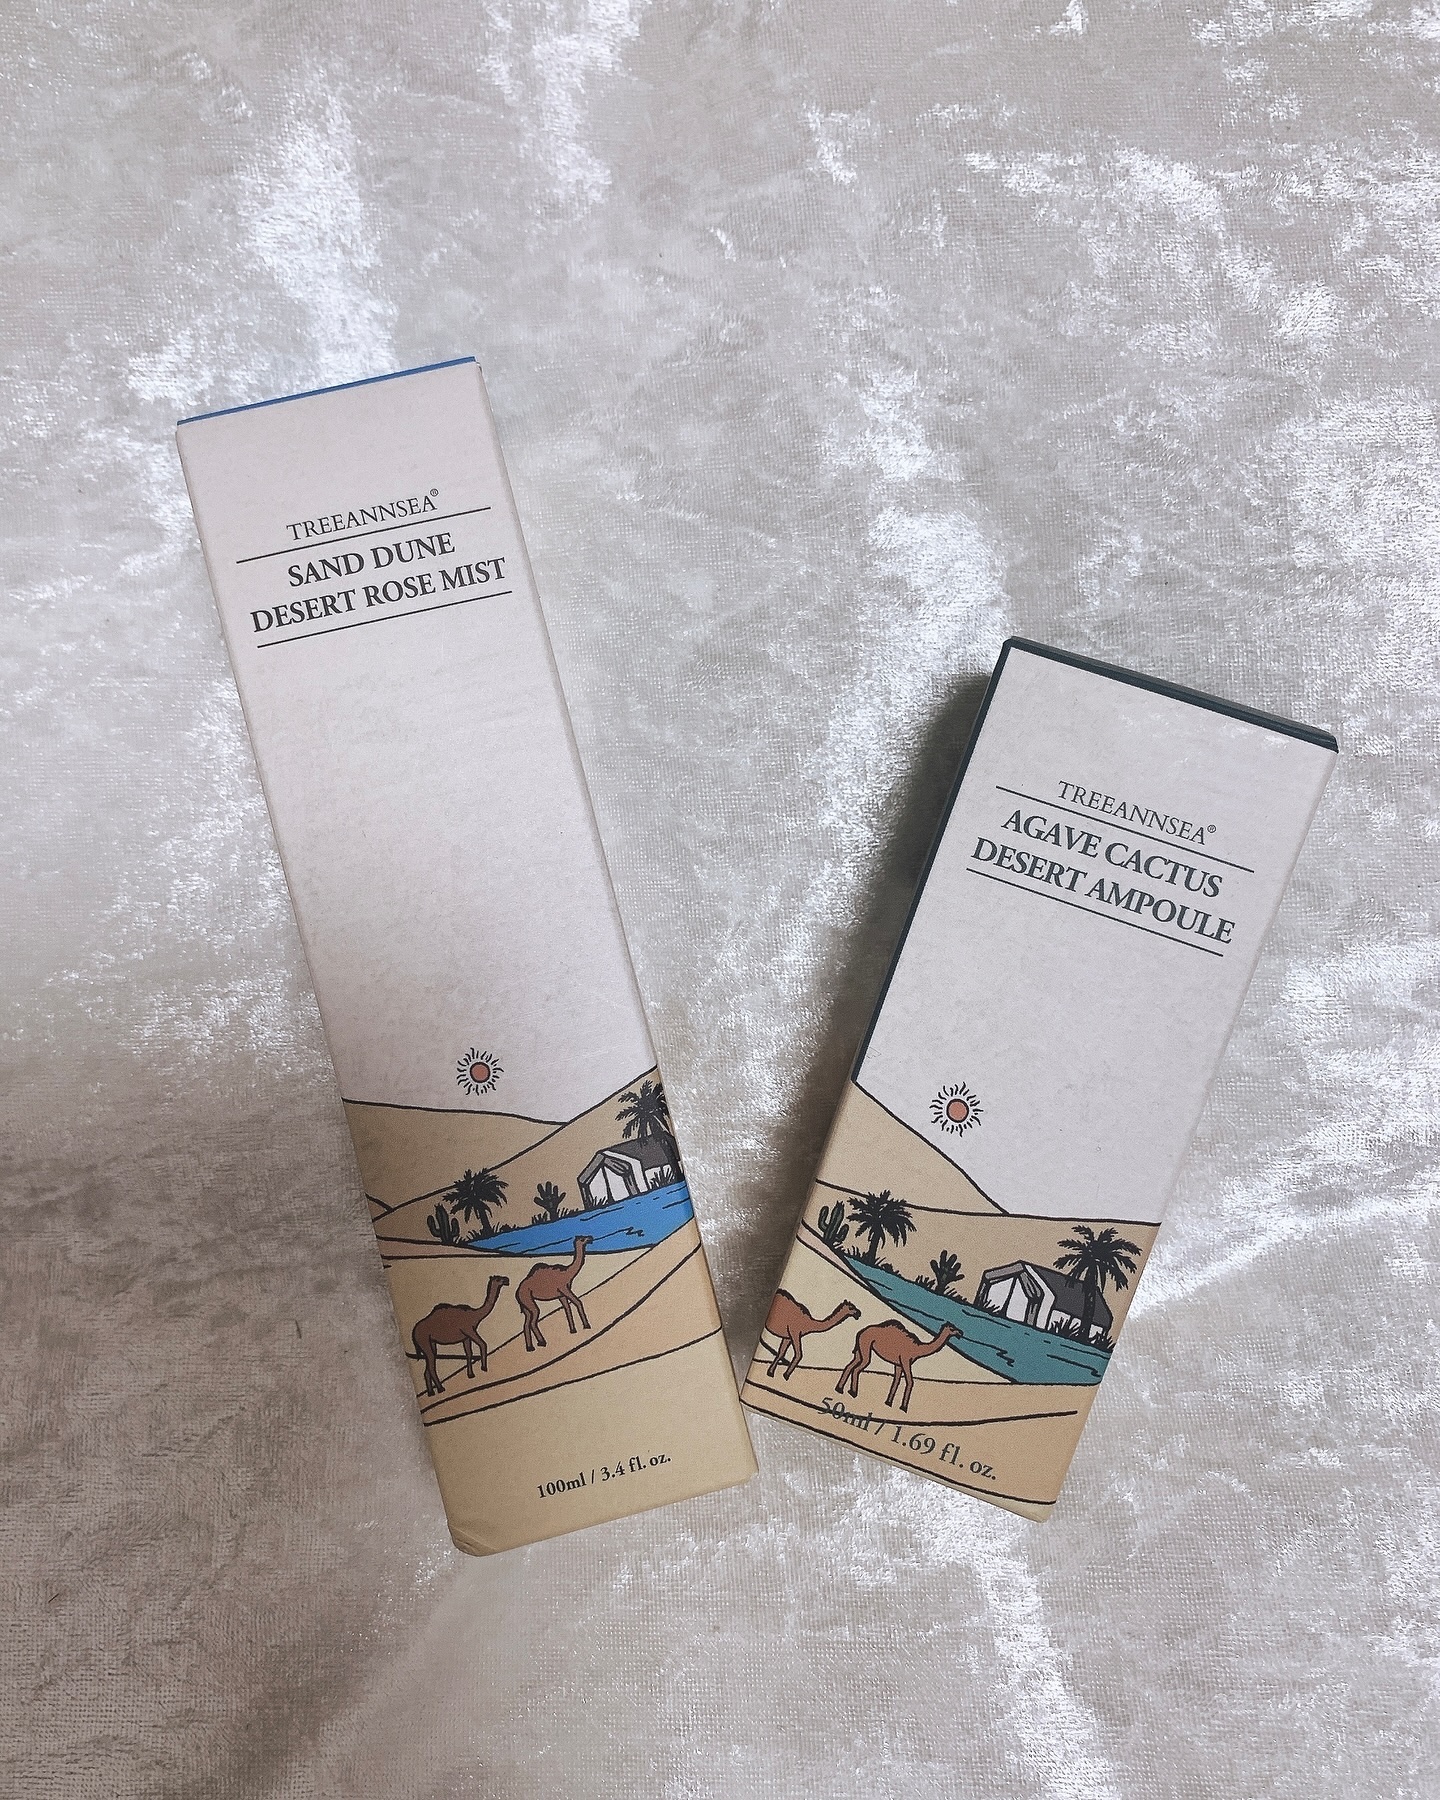 TREEANNSEA®
SAND DUNE
DESERT ROSE MIST
100ml / 3.4 fl. oz.
TREEANNSEA®
AGAVE CACTUS
DESERT AMPOULE
50ml / 1.69 fl. oz.